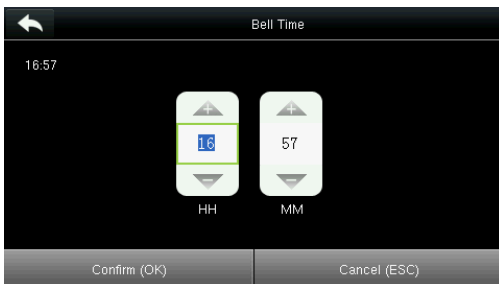 Bell Time
16:57
16 57
HH MM
Confirm (OK) Cancel (ESC)